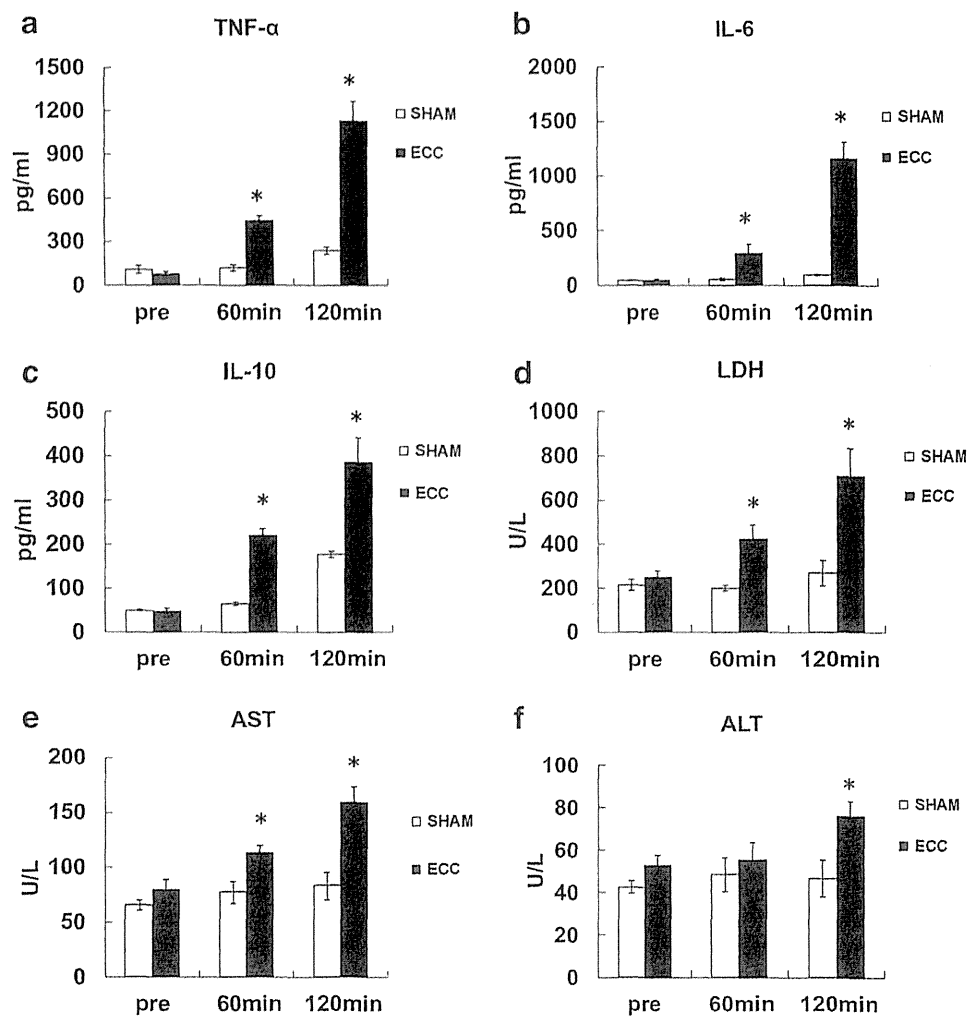 a
TNF-α
1500
1200
900
600
300
0
pg/ml
*
*
SHAM
ECC
pre
60min
120min
b
IL-6
2000
1500
1000
500
0
pg/ml
*
*
SHAM
ECC
pre
60min
120min
c
IL-10
500
400
300
200
100
0
pg/ml
*
*
SHAM
ECC
pre
60min
120min
d
LDH
1000
800
600
400
200
0
U/L
*
*
SHAM
ECC
pre
60min
120min
e
AST
200
150
100
50
0
U/L
*
*
SHAM
ECC
pre
60min
120min
f
ALT
100
80
60
40
20
0
U/L
*
SHAM
ECC
pre
60min
120min